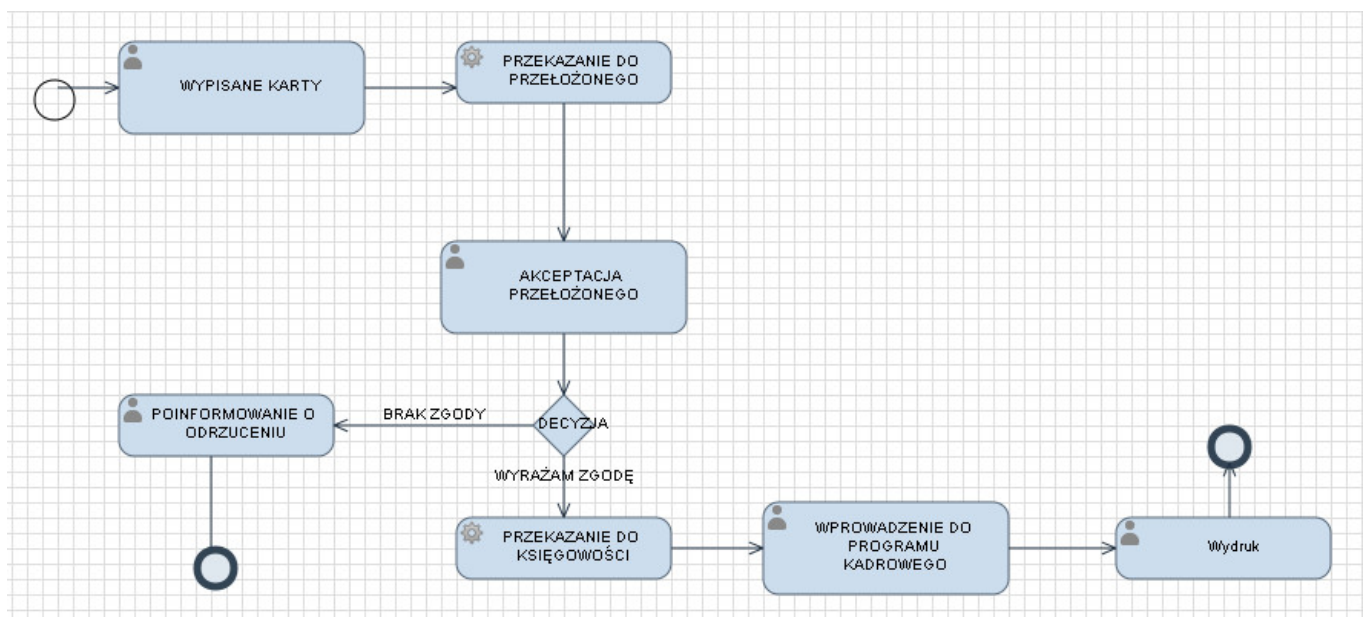 WYPISANE KARTY
PRZEKAZANIE DO
PRZEŁOŻONEGO
AKCEPTACJA
PRZEŁOŻONEGO
POINFORMOWANIE O
ODRZUCENIU
BRAK ZGODY
DECYZJA
WYRAŻAM ZGODĘ
PRZEKAZANIE DO
KSIĘGOWOŚCI
WPROWADZENIE DO
PROGRAMU
KADROWEGO
Wydruk